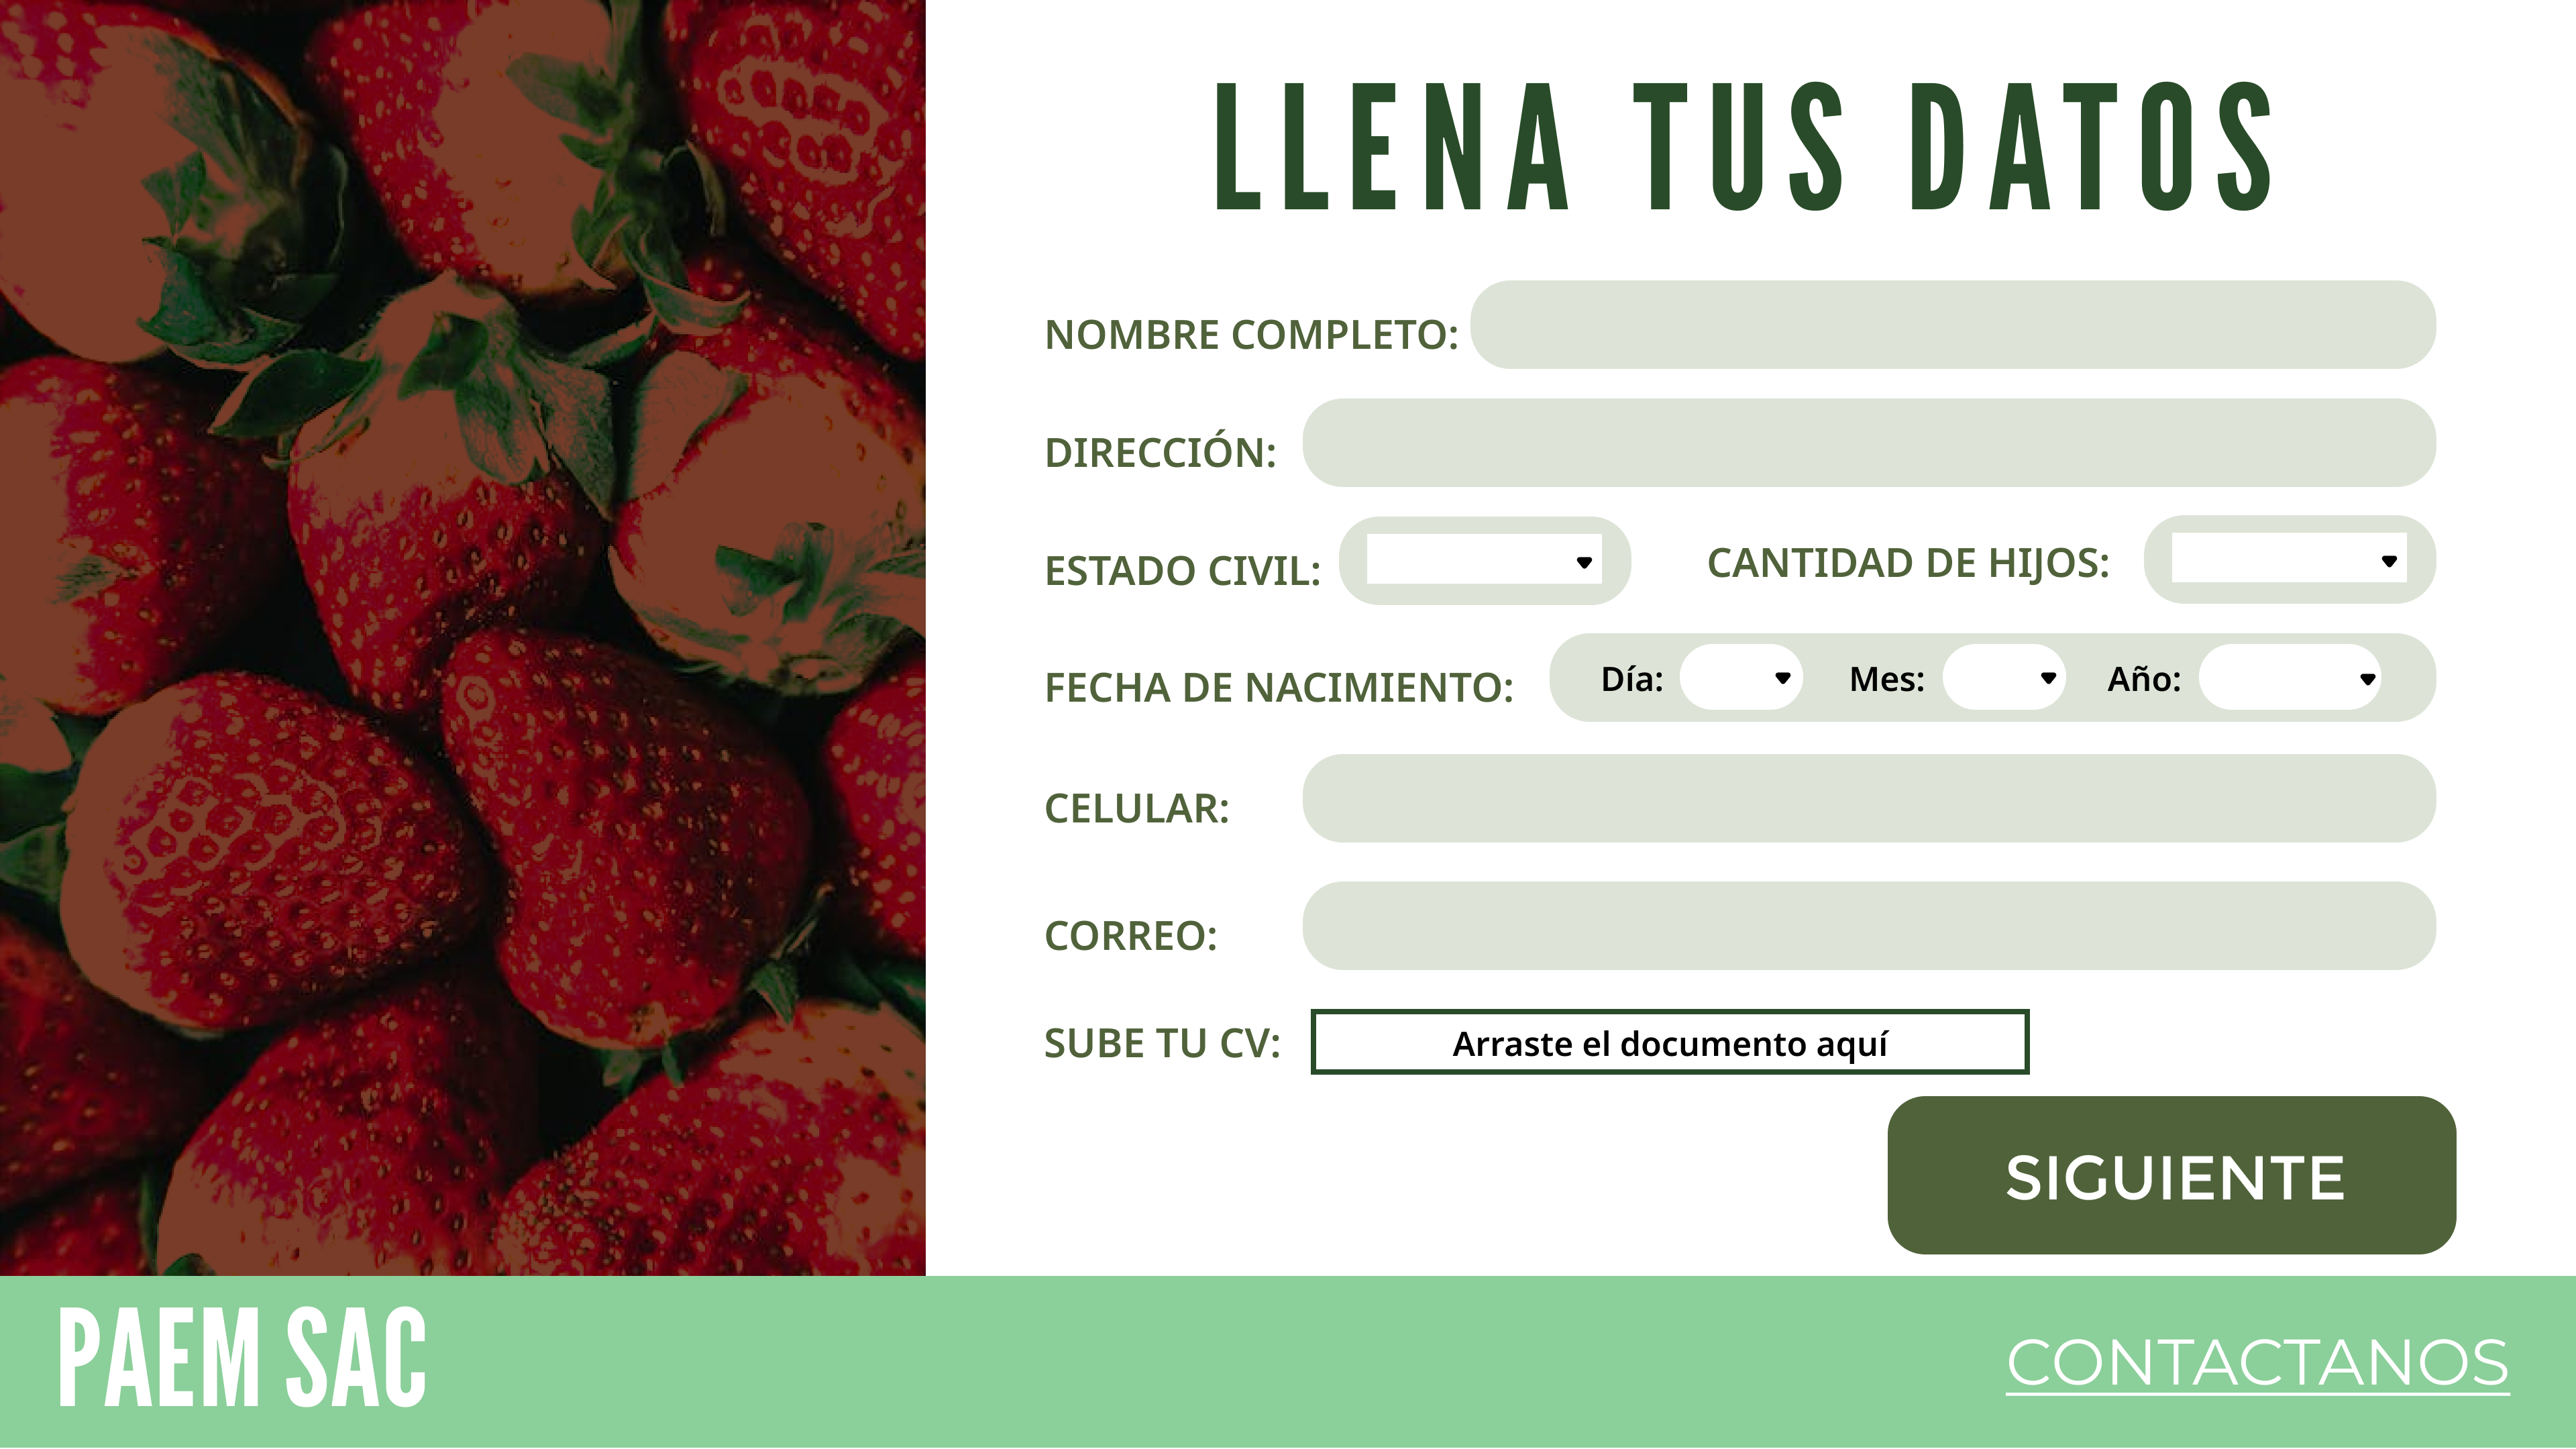 LLENA TUS DATOS
NOMBRE COMPLETO:
DIRECCIÓN:
ESTADO CIVIL: CANTIDAD DE HIJOS:
FECHA DE NACIMIENTO: Día: Mes: Año:
CELULAR:
CORREO:
SUBE TU CV: Arraste el documento aquí
SIGUIENTE
PAEM SAC CONTACTANOS